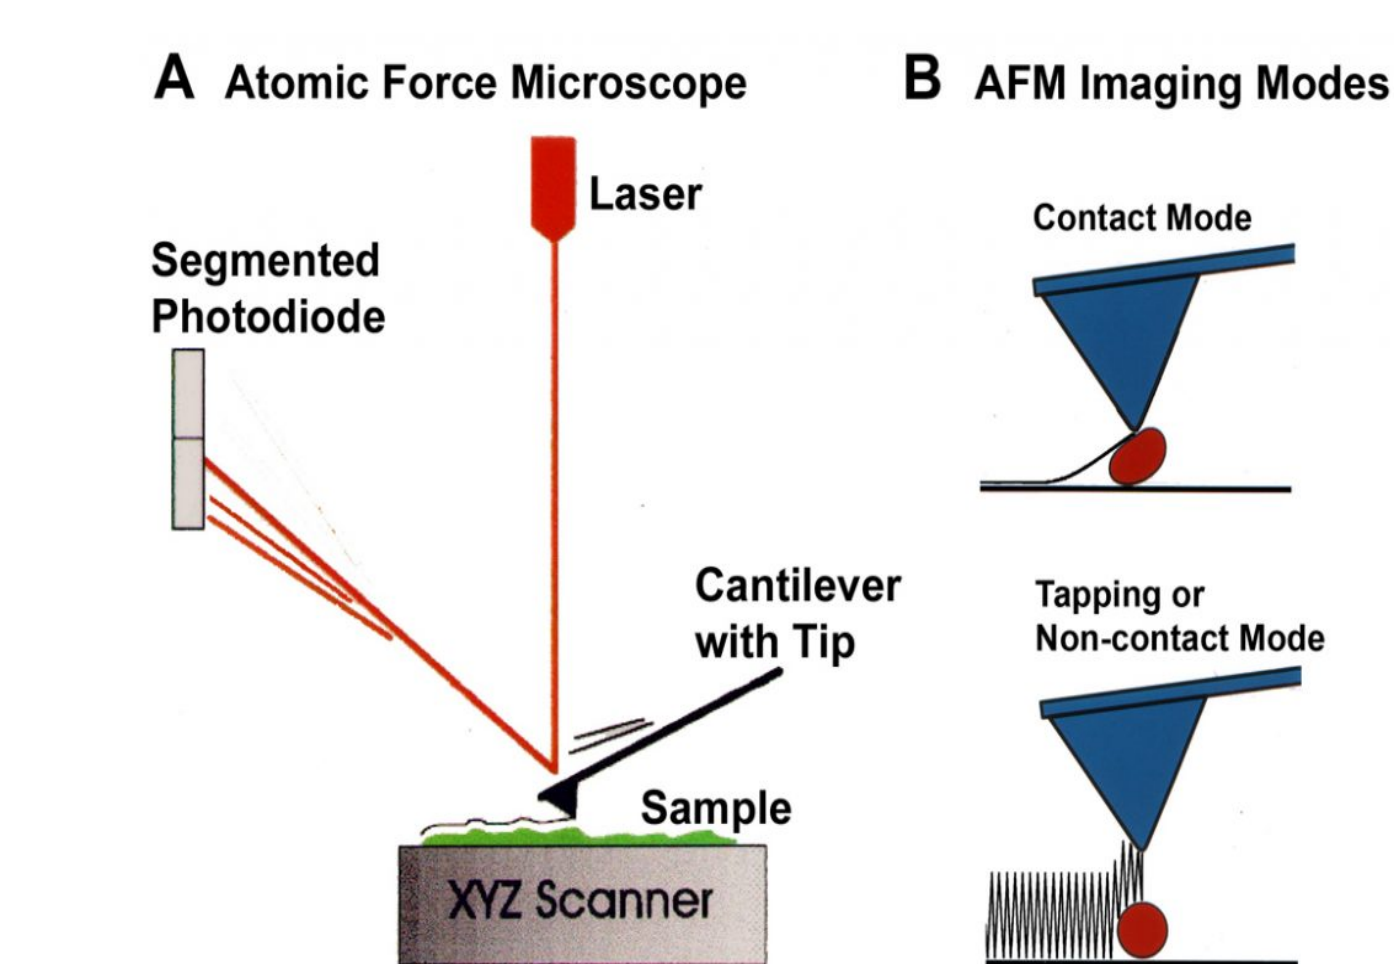 A Atomic Force Microscope
Laser
Segmented
Photodiode
Cantilever
with Tip
Sample
XYZ Scanner
B AFM Imaging Modes
Contact Mode
Tapping or
Non-contact Mode